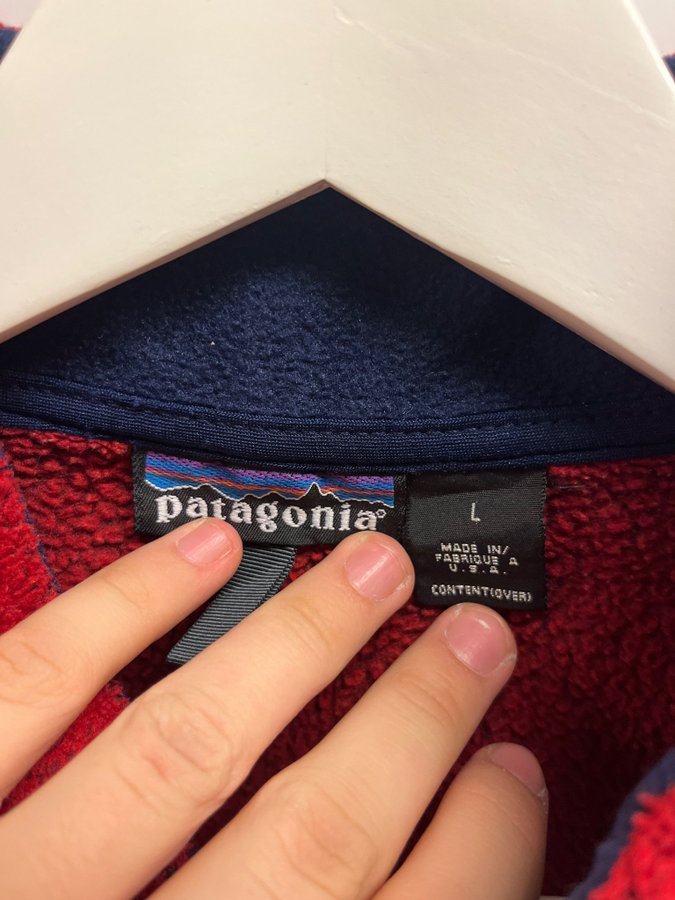 patagonia®
L
MADE IN/
FABRIQUE A
U.S.A.
CONTENT(OVER)